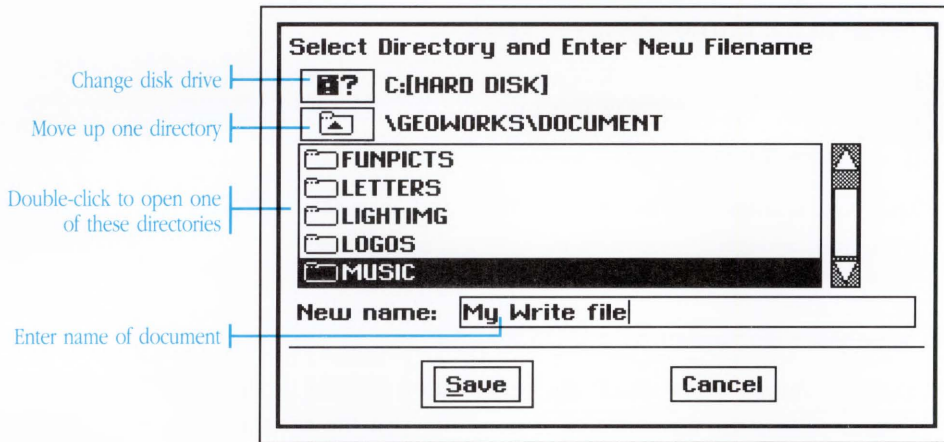 Select Directory and Enter New Filename
Change disk drive
?
C:[HARD DISK]
Move up one directory
\GEOWORKS\DOCUMENT
Double-click to open one
of these directories
FUNPICTS
LETTERS
LIGHTIMG
LOGOS
MUSIC
New name: My Write file
Enter name of document
Save
Cancel